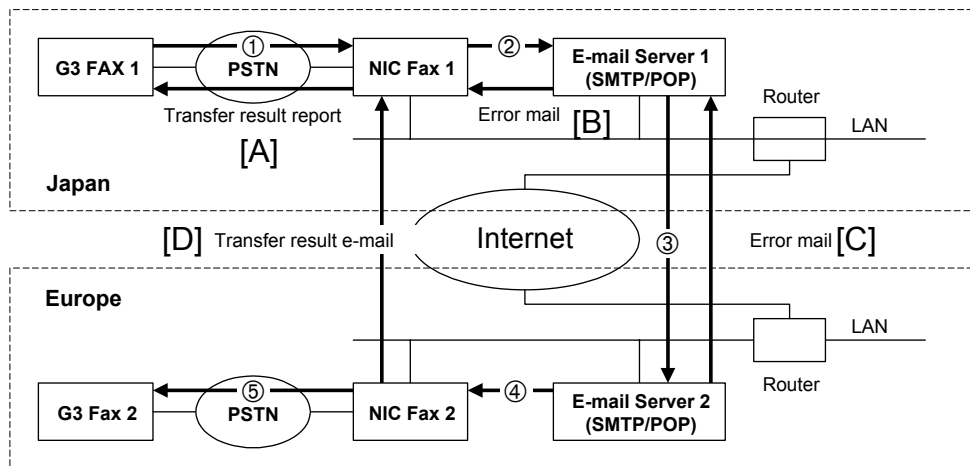 G3 FAX 1
①
PSTN
NIC Fax 1
②
E-mail Server 1
(SMTP/POP)
Transfer result report
[A]
Error mail
[B]
Router
LAN
Japan
[D]
Transfer result e-mail
Internet
③
Error mail
[C]
Europe
LAN
Router
G3 Fax 2
⑤
PSTN
NIC Fax 2
④
E-mail Server 2
(SMTP/POP)